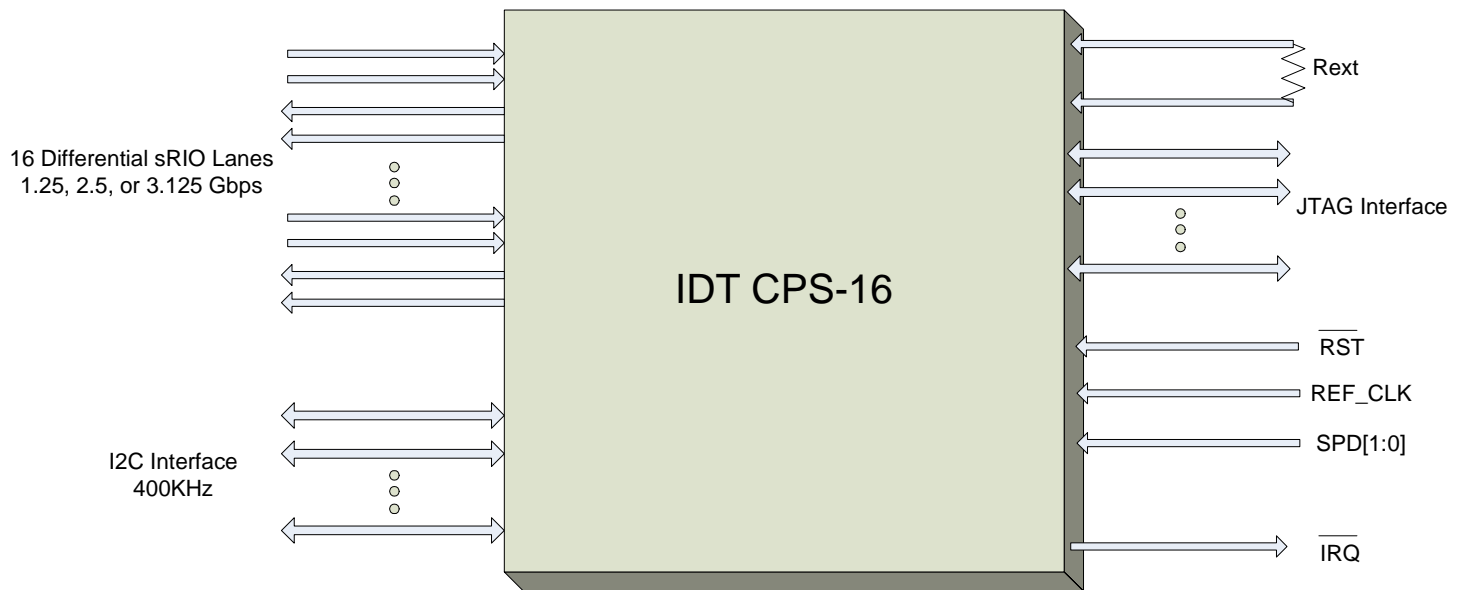 16 Differential sRIO Lanes
1.25, 2.5, or 3.125 Gbps
I2C Interface
400KHz
IDT CPS-16
Rext
JTAG Interface
RST
REF_CLK
SPD[1:0]
IRQ